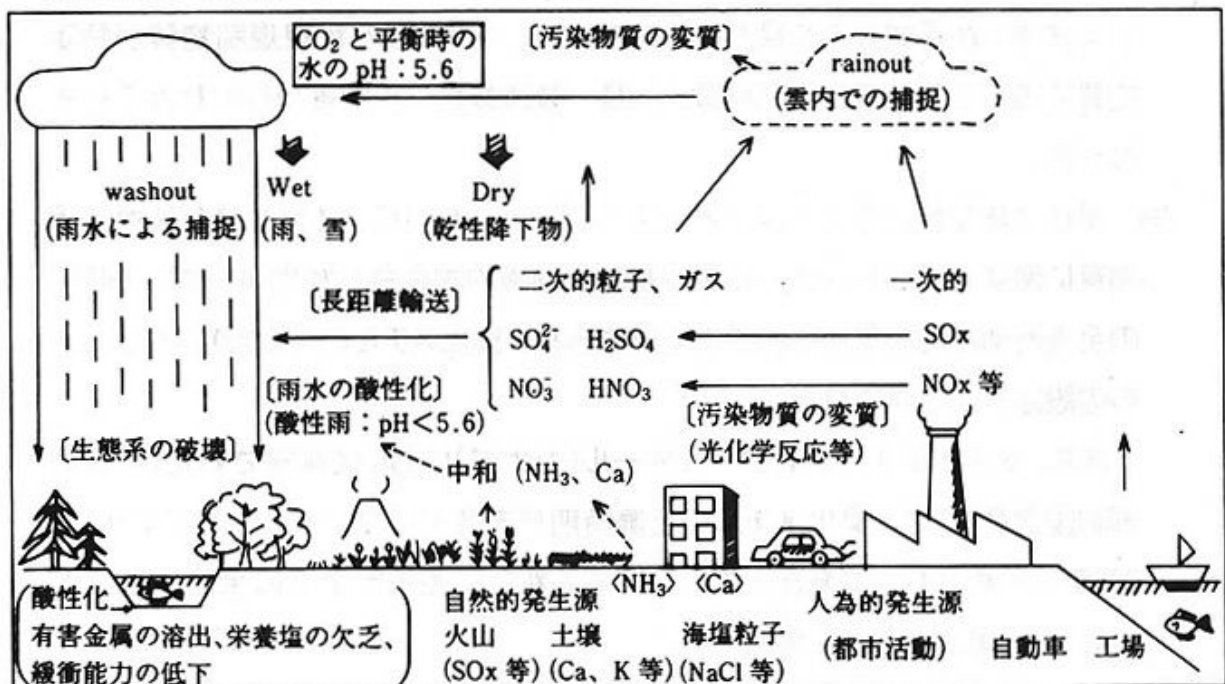 CO₂と平衡時の
水のpH：5.6
〔汚染物質の変質〕
rainout
(雲内での捕捉)
washout
(雨水による捕捉)
Wet
(雨、雪)
Dry
(乾性降下物)
〔長距離輸送〕
二次的粒子、ガス
一次的
SO₄²⁻ H₂SO₄
SOx
NO₃⁻ HNO₃
NOx 等
〔雨水の酸性化〕
(酸性雨：pH<5.6)
〔汚染物質の変質〕
(光化学反応等)
〔生態系の破壊〕
中和 (NH₃、Ca)
〈NH₃〉 〈Ca〉
酸性化
有害金属の溶出、栄養塩の欠乏、
緩衝能力の低下
自然的発生源
火山 土壌 海塩粒子
(SOx 等) (Ca、K 等) (NaCl 等)
人為的発生源
(都市活動) 自動車 工場